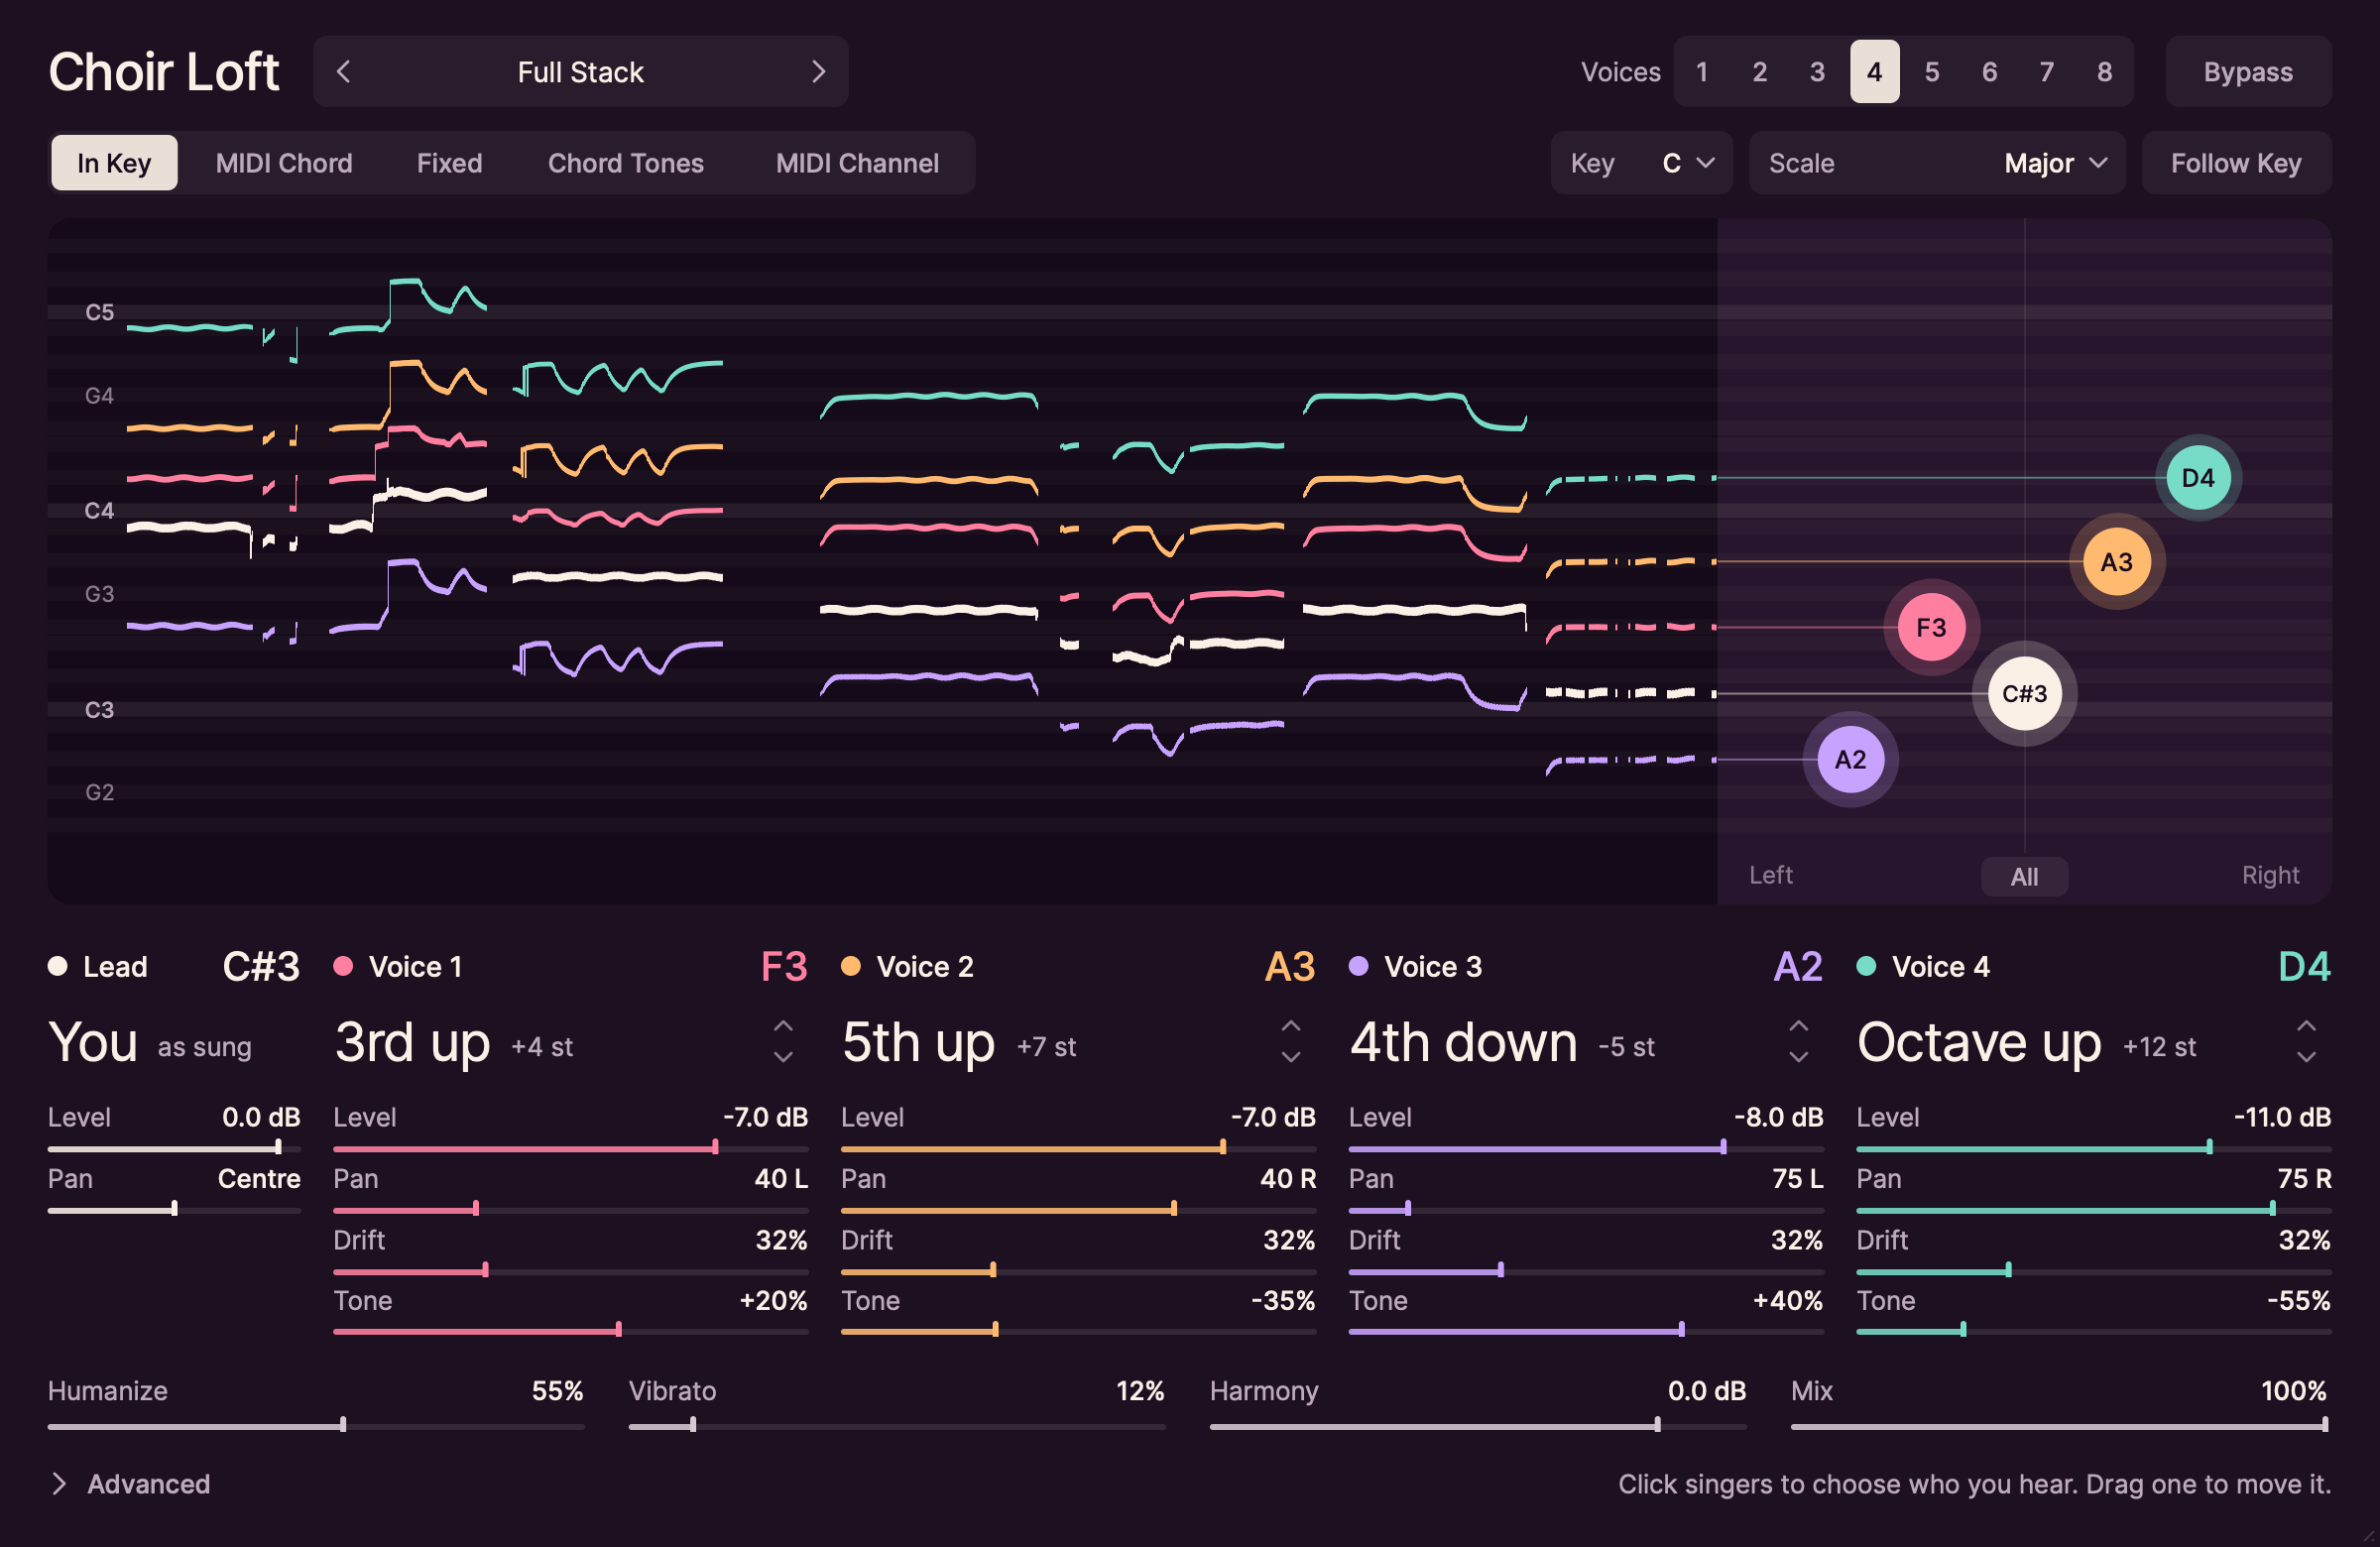 Choir Loft
Full Stack
Voices 1 2 3 4 5 6 7 8
Bypass
In Key MIDI Chord Fixed Chord Tones MIDI Channel
Key C
Scale Major
Follow Key
C5
G4
C4
G3
C3
G2
D4
A3
F3
C#3
A2
Left All Right
Lead C#3
You as sung
Level 0.0 dB
Pan Centre
Voice 1 F3
3rd up +4 st
Level -7.0 dB
Pan 40 L
Drift 32%
Tone +20%
Voice 2 A3
5th up +7 st
Level -7.0 dB
Pan 40 R
Drift 32%
Tone -35%
Voice 3 A2
4th down -5 st
Level -8.0 dB
Pan 75 L
Drift 32%
Tone +40%
Voice 4 D4
Octave up +12 st
Level -11.0 dB
Pan 75 R
Drift 32%
Tone -55%
Humanize 55%
Vibrato 12%
Harmony 0.0 dB
Mix 100%
Advanced
Click singers to choose who you hear. Drag one to move it.